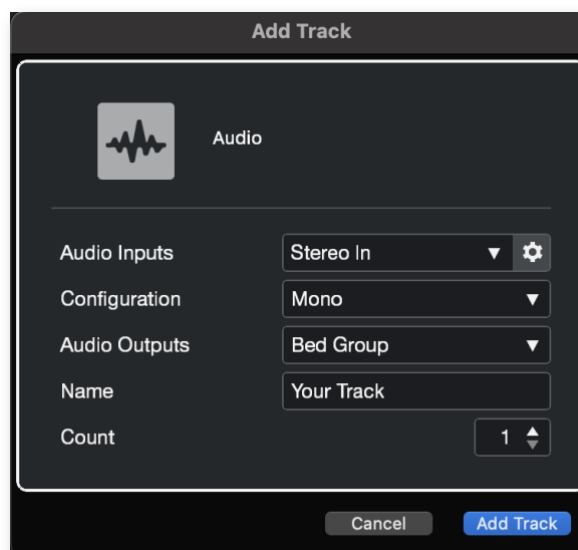 Add Track
Audio
Audio Inputs Stereo In
Configuration Mono
Audio Outputs Bed Group
Name Your Track
Count 1
Cancel Add Track